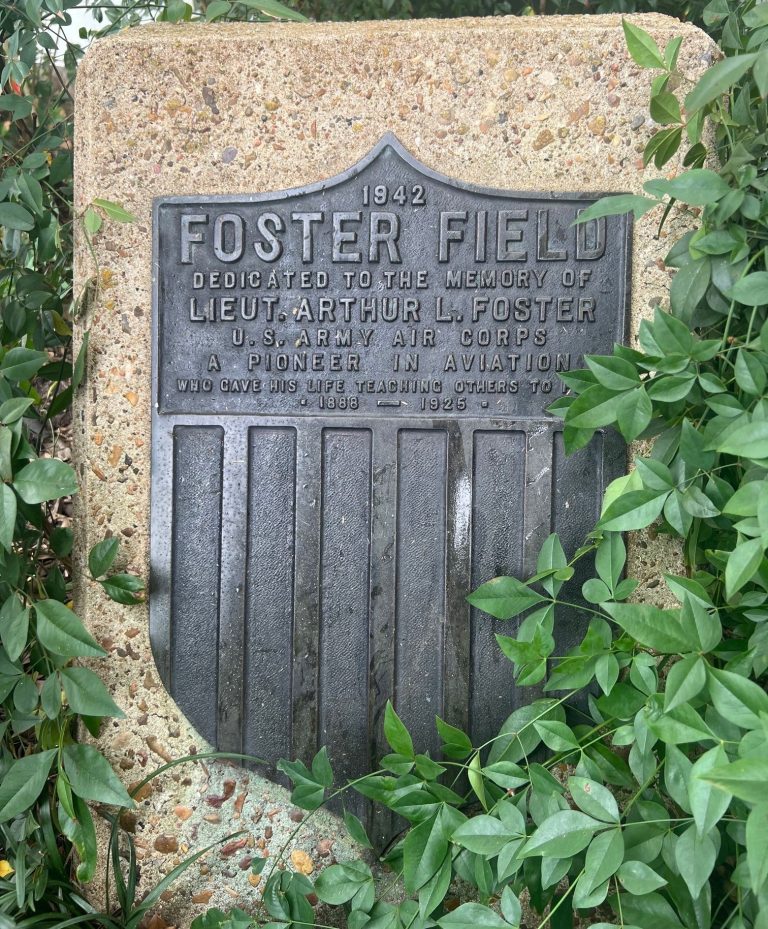 1942
FOSTER FIELD
DEDICATED TO THE MEMORY OF
LIEUT. ARTHUR L. FOSTER
U.S. ARMY AIR CORPS
A PIONEER IN AVIATION
WHO GAVE HIS LIFE TEACHING OTHERS TO
• 1888 — 1925 •